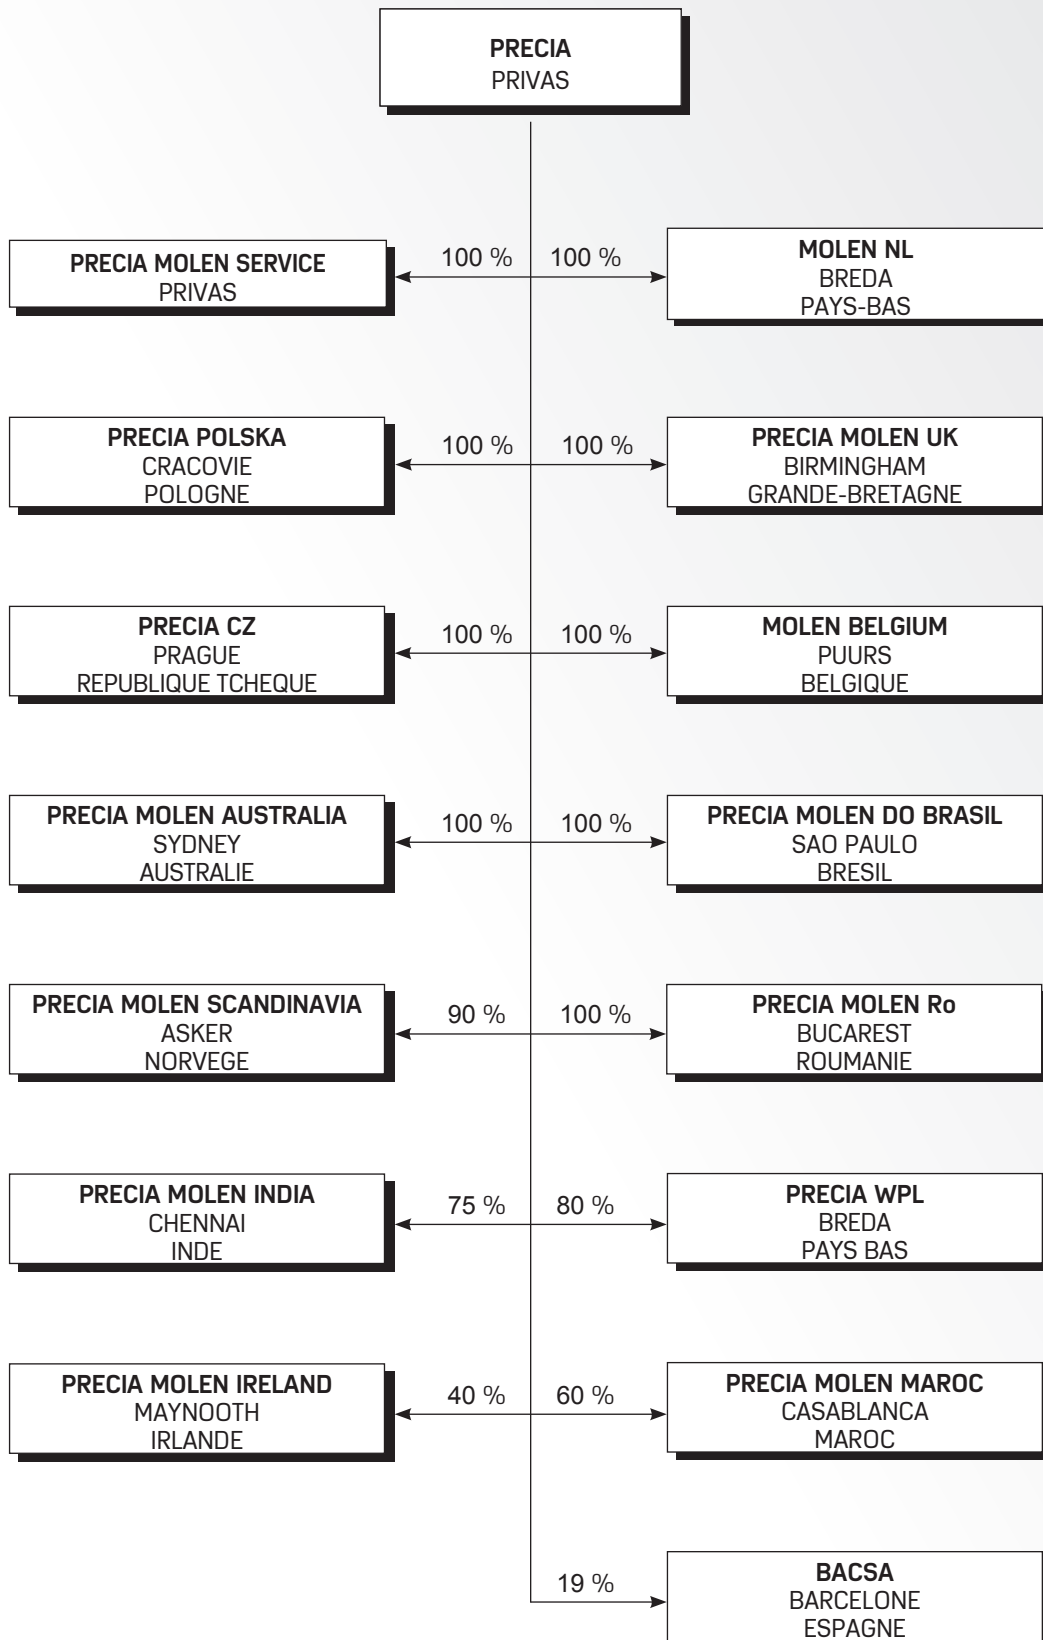 PRECIA
PRIVAS
PRECIA MOLEN SERVICE
PRIVAS
100 %
100 %
MOLEN NL
BREDA
PAYS-BAS
PRECIA POLSKA
CRACOVIE
POLOGNE
100 %
100 %
PRECIA MOLEN UK
BIRMINGHAM
GRANDE-BRETAGNE
PRECIA CZ
PRAGUE
REPUBLIQUE TCHEQUE
100 %
100 %
MOLEN BELGIUM
PUURS
BELGIQUE
PRECIA MOLEN AUSTRALIA
SYDNEY
AUSTRALIE
100 %
100 %
PRECIA MOLEN DO BRASIL
SAO PAULO
BRESIL
PRECIA MOLEN SCANDINAVIA
ASKER
NORVEGE
90 %
100 %
PRECIA MOLEN Ro
BUCAREST
ROUMANIE
PRECIA MOLEN INDIA
CHENNAI
INDE
75 %
80 %
PRECIA WPL
BREDA
PAYS BAS
PRECIA MOLEN IRELAND
MAYNOOTH
IRLANDE
40 %
60 %
PRECIA MOLEN MAROC
CASABLANCA
MAROC
19 %
BACSA
BARCELONE
ESPAGNE